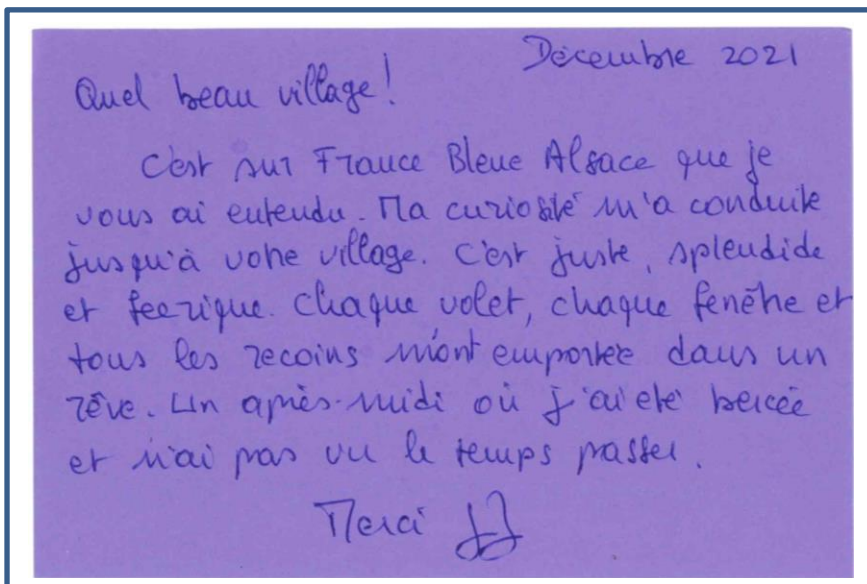 Décembre 2021
Quel beau village!
C'est sur France Bleue Alsace que je
vous ai entendu. Ma curiosité m'a conduite
jusqu'à votre village. C'est juste, splendide
et feerique. Chaque volet, chaque fenêtre et
tous les recoins m'ont emportée dans un
rêve. Un après-midi où j'ai été bercée
et n'ai pas vu le temps passer.
Merci